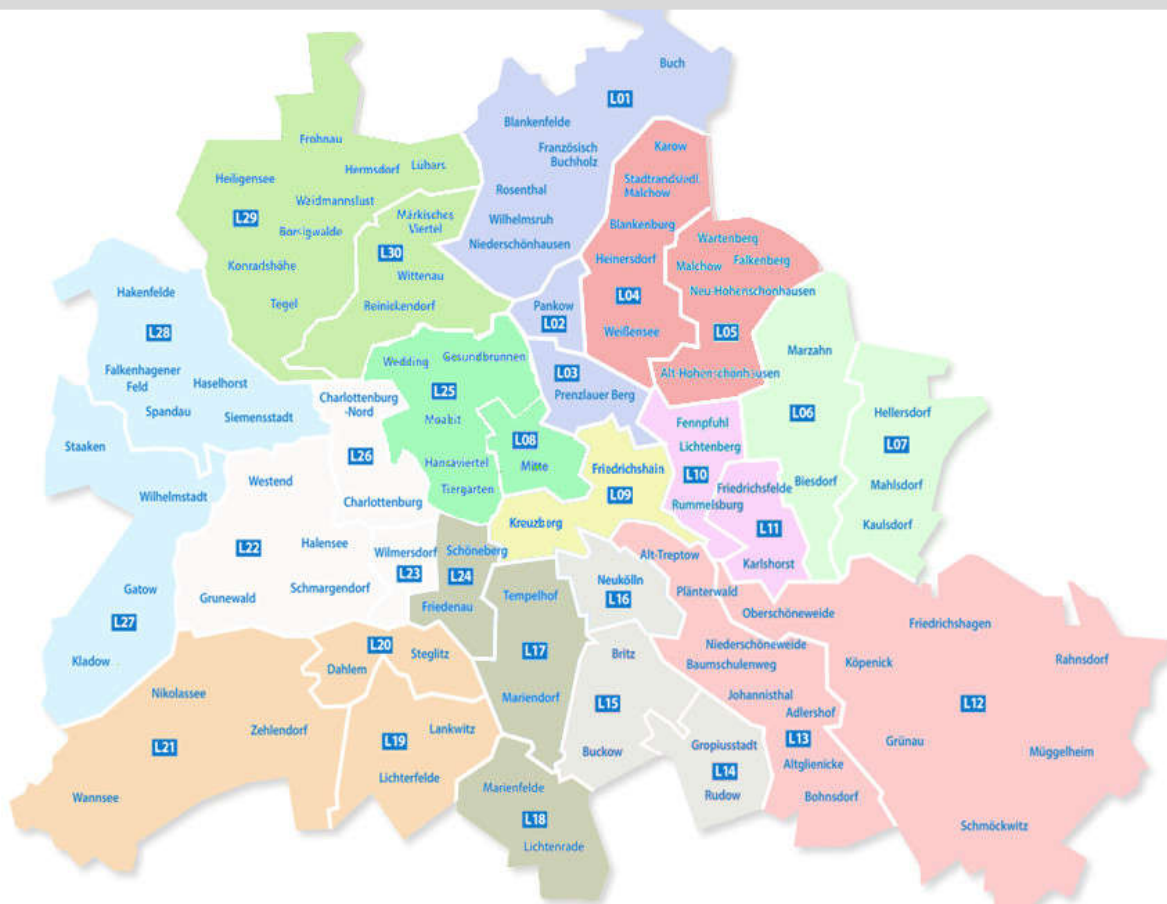 Buch
L01
Blankenfelde
Französisch
Buchholz
Rosenthal
Wilhelmsruh
Niederschönhausen
Karow
Stadtrandsiedl.
Malchow
Blankenburg
Heinersdorf
L04
Weißensee
Wartenberg
Malchow
Falkenberg
Neu-Hohenschönhausen
L05
Alt-Hohenschönhausen
Frohnau
Hermsdorf
Lübars
Heiligensee
Waidmannslust
L29
Borsigwalde
Konradshöhe
Tegel
Märkisches
Viertel
L30
Wittenau
Reinickendorf
Pankow
L02
L03
Prenzlauer Berg
Hakenfelde
L28
Falkenhagener
Feld
Haselhorst
Spandau
Siemensstadt
Staaken
Wilhelmstadt
Gatow
L27
Kladow
Wedding
Gesundbrunnen
L25
Moabit
Hansaviertel
Tiergarten
L08
Mitte
Charlottenburg
-Nord
L26
Charlottenburg
Westend
L22
Halensee
Schmargendorf
Grunewald
Wilmersdorf
L23
Schöneberg
L24
Friedenau
Friedrichshain
L09
Kreuzberg
Fennpfuhl
Lichtenberg
L10
Rummelsburg
Friedrichsfelde
L11
Karlshorst
Marzahn
L06
Biesdorf
Hellersdorf
L07
Mahlsdorf
Kaulsdorf
Alt-Treptow
Plänterwald
Niederschöneweide
Baumschulenweg
Johannisthal
Adlershof
L13
Altglienicke
Bohnsdorf
Oberschöneweide
Friedrichshagen
Köpenick
Rahnsdorf
L12
Grünau
Müggelheim
Schmöckwitz
Neukölln
L16
Britz
L15
Buckow
Gropiusstadt
L14
Rudow
Tempelhof
L17
Mariendorf
Marienfelde
L18
Lichtenrade
L20
Steglitz
Dahlem
Lankwitz
L19
Lichterfelde
Nikolassee
Zehlendorf
L21
Wannsee